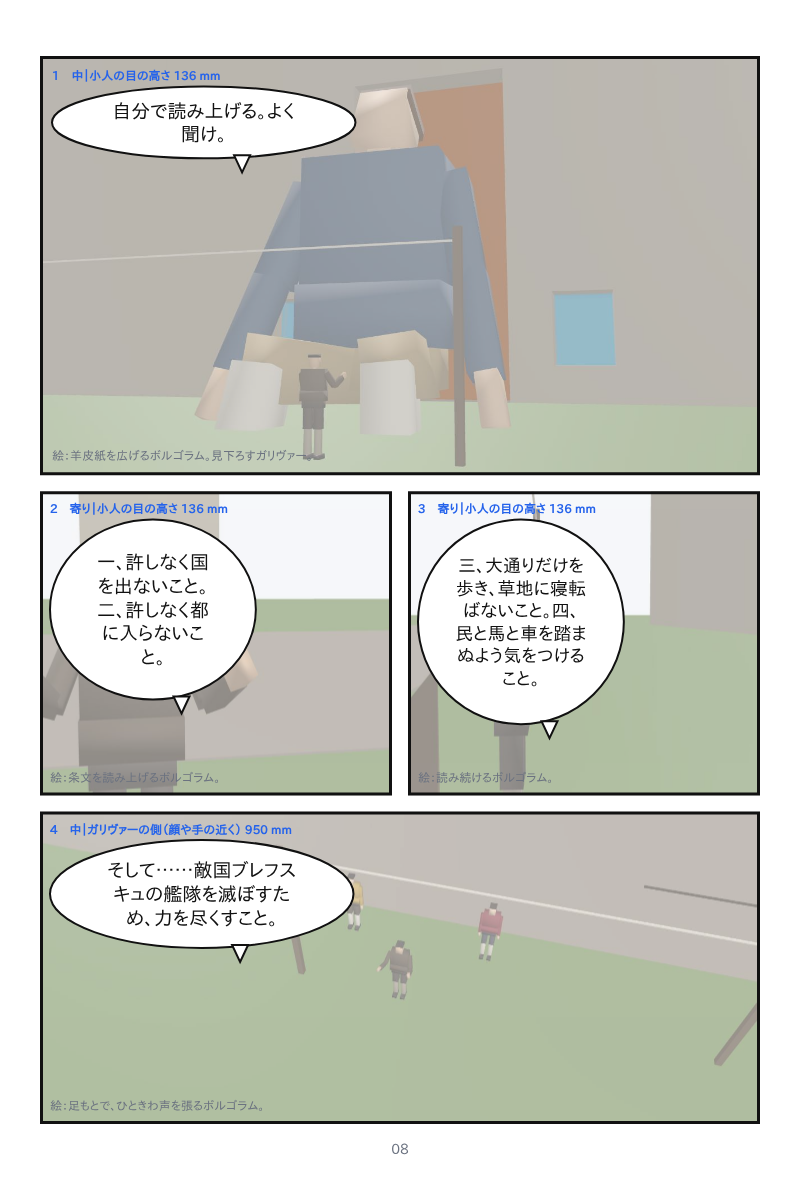 1 中|小人の目の高さ 136 mm
自分で読み上げる。よく
聞け。
絵:羊皮紙を広げるボルゴラム。見下ろすガリヴァー。
2 寄り|小人の目の高さ 136 mm
一、許しなく国
を出ないこと。
二、許しなく都
に入らないこ
と。
絵:条文を読み上げるボルゴラム。
3 寄り|小人の目の高さ 136 mm
三、大通りだけを
歩き、草地に寝転
ばないこと。四、
民と馬と車を踏ま
ぬよう気をつける
こと。
絵:読み続けるボルゴラム。
4 中|ガリヴァーの側(顔や手の近く) 950 mm
そして……敵国ブレフス
キュの艦隊を滅ぼすた
め、力を尽くすこと。
絵:足もとで、ひときわ声を張るボルゴラム。
08